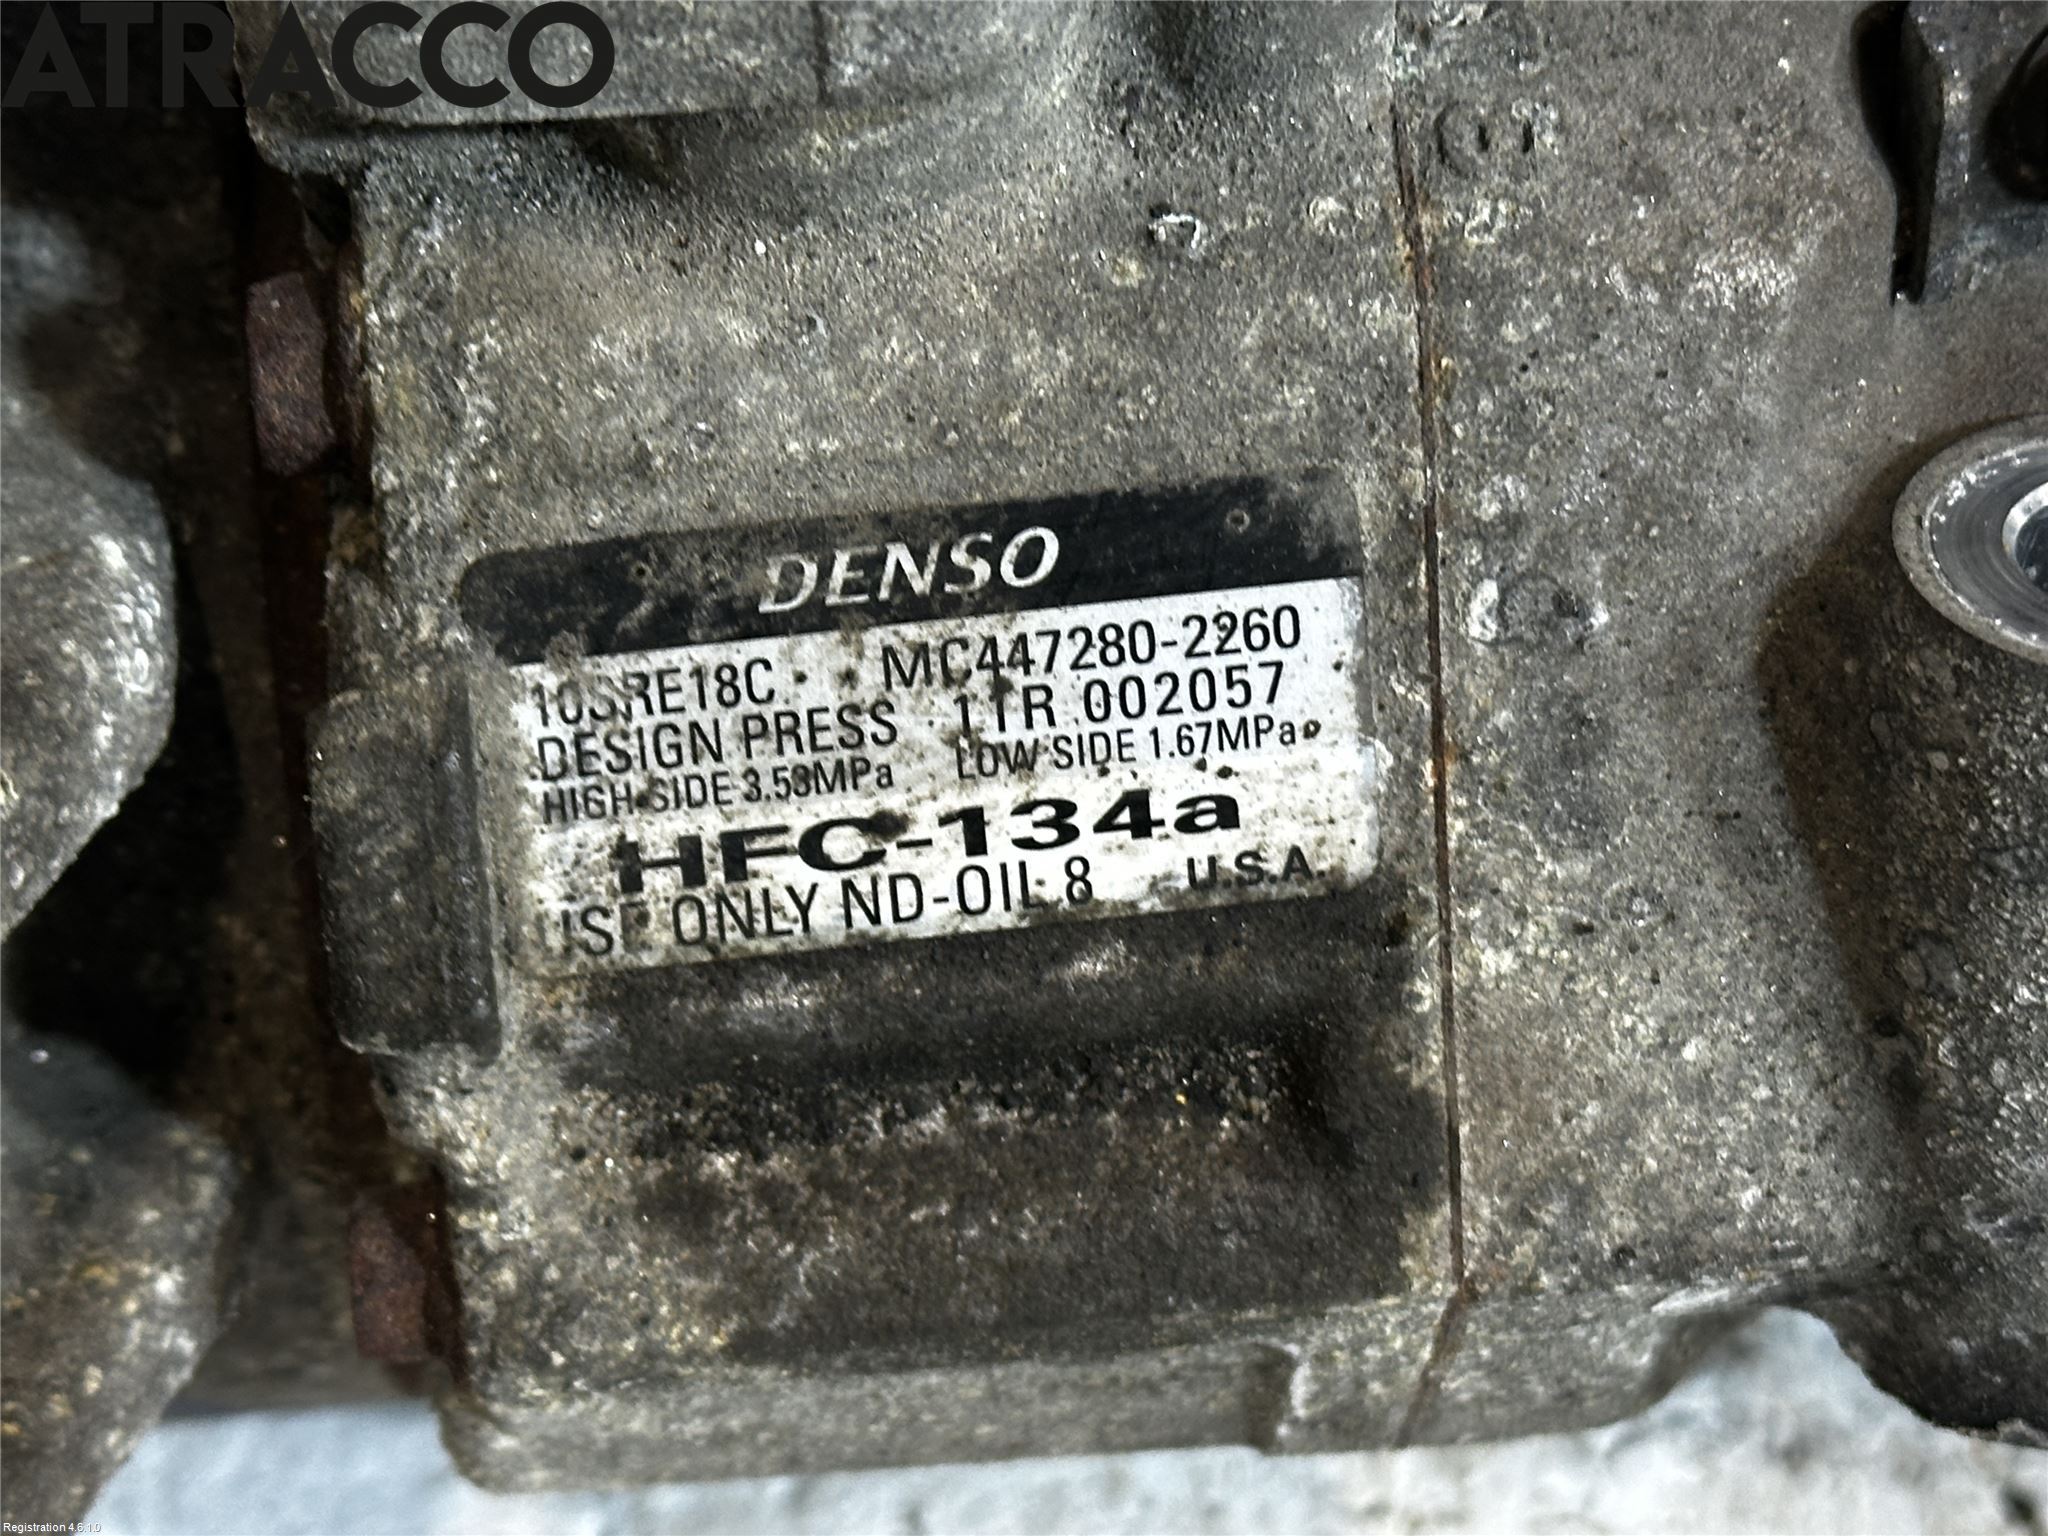 ATRACCO
DENSO
10SRE18C MC447280-2260
DESIGN PRESS 11R 002057
HIGH SIDE 3.53MPa LOW SIDE 1.67MPa
HFC-134a
USE ONLY ND-OIL 8 U.S.A.
Registration 4.6.1.0